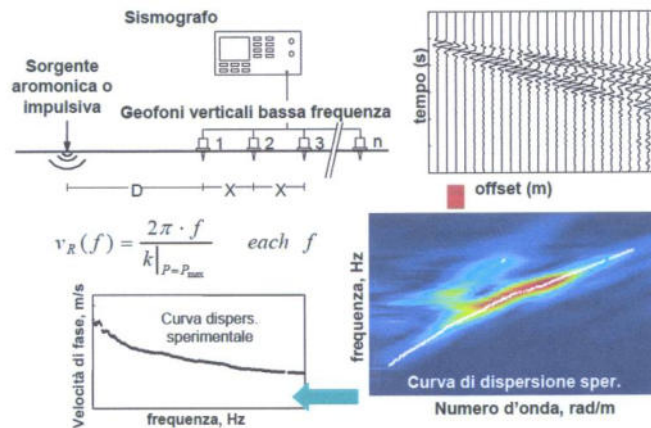 Sismografo
Sorgente
aromonica o
impulsiva
Geofoni verticali bassa frequenza
1 2 3 n
D X X
tempo (s)
offset (m)
v_R(f) = 2π · f / k|_{P=P_max} each f
Velocità di fase, m/s
Curva dispers.
sperimentale
frequenza, Hz
frequenza, Hz
Curva di dispersione sper.
Numero d'onda, rad/m